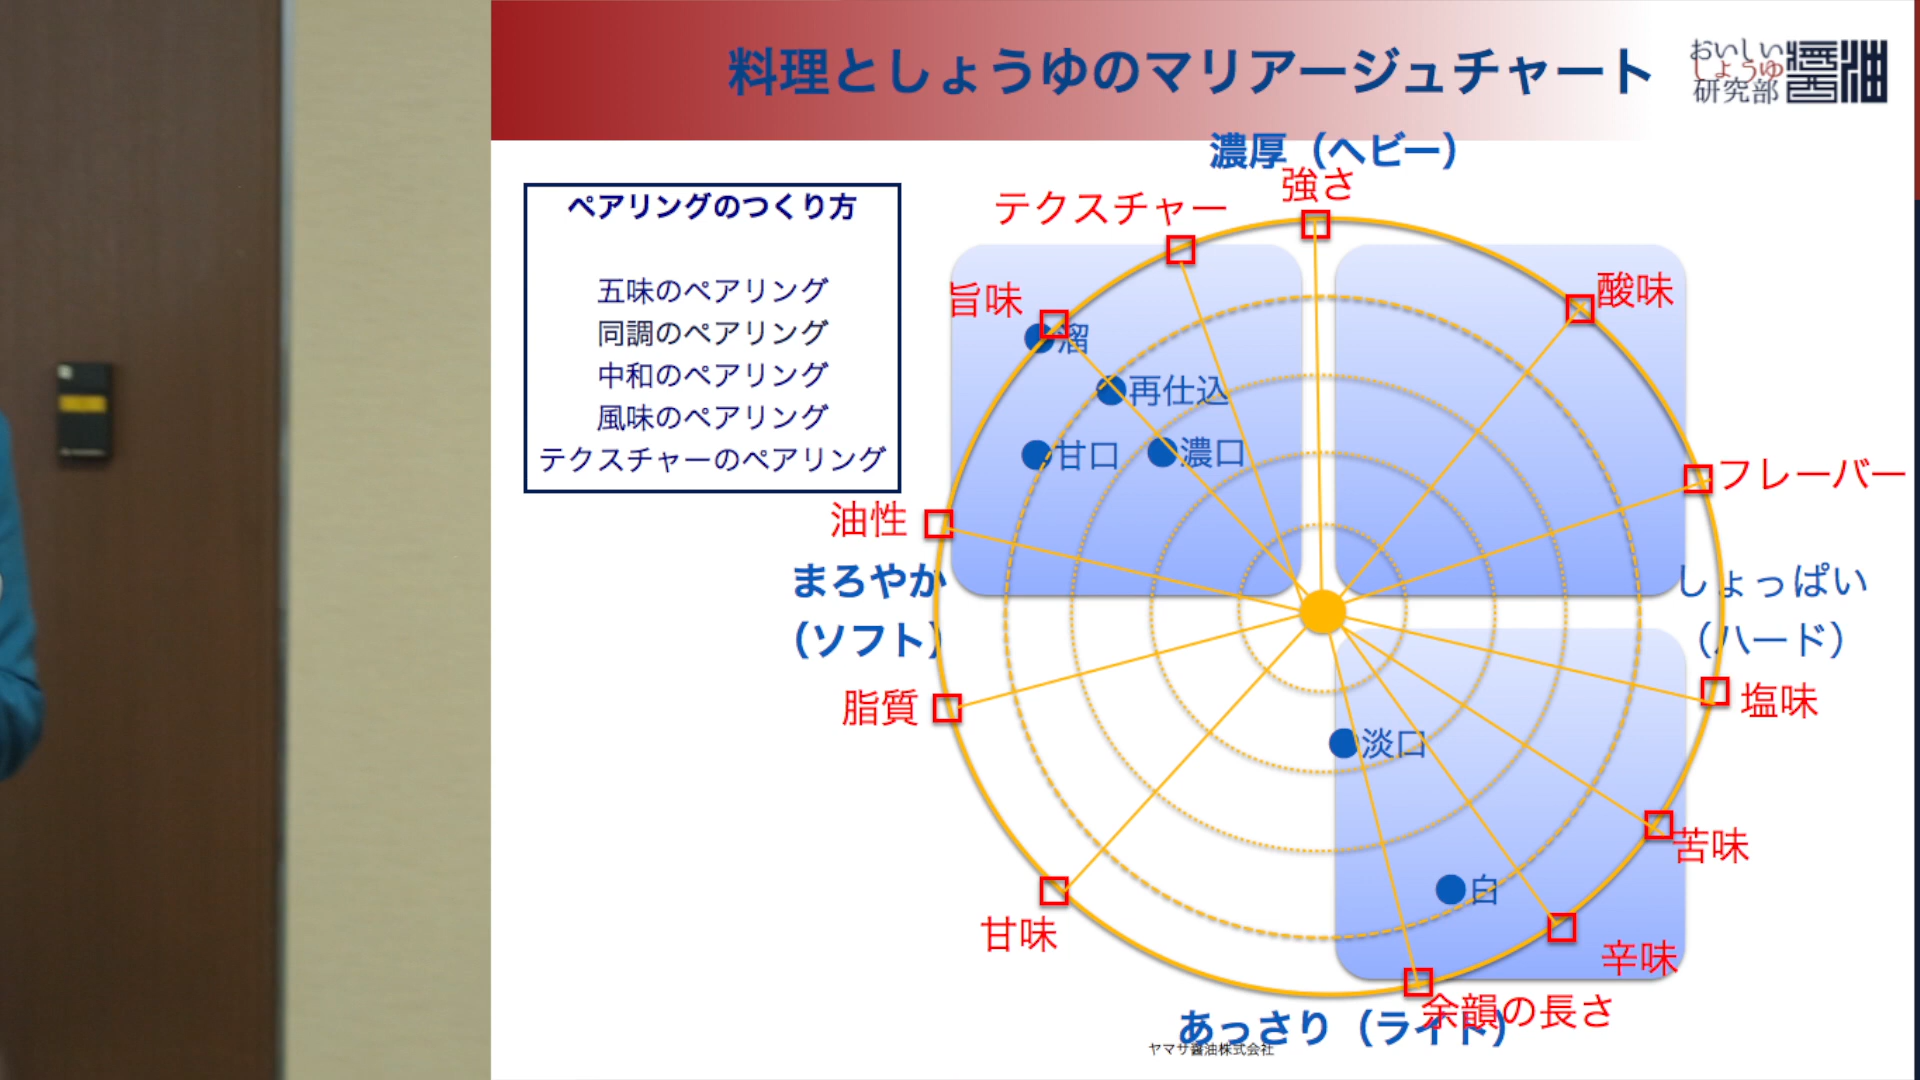 料理としょうゆのマリアージュチャート
おいしい
しょうゆ
研究部
醤油
濃厚（ヘビー）
強さ
テクスチャー
旨味
酸味
溜
再仕込
甘口
濃口
フレーバー
ペアリングのつくり方
五味のペアリング
同調のペアリング
中和のペアリング
風味のペアリング
テクスチャーのペアリング
油性
まろやか
（ソフト）
しょっぱい
（ハード）
脂質
塩味
淡口
苦味
白
甘味
辛味
余韻の長さ
あっさり（ライト）
ヤマサ醤油株式会社